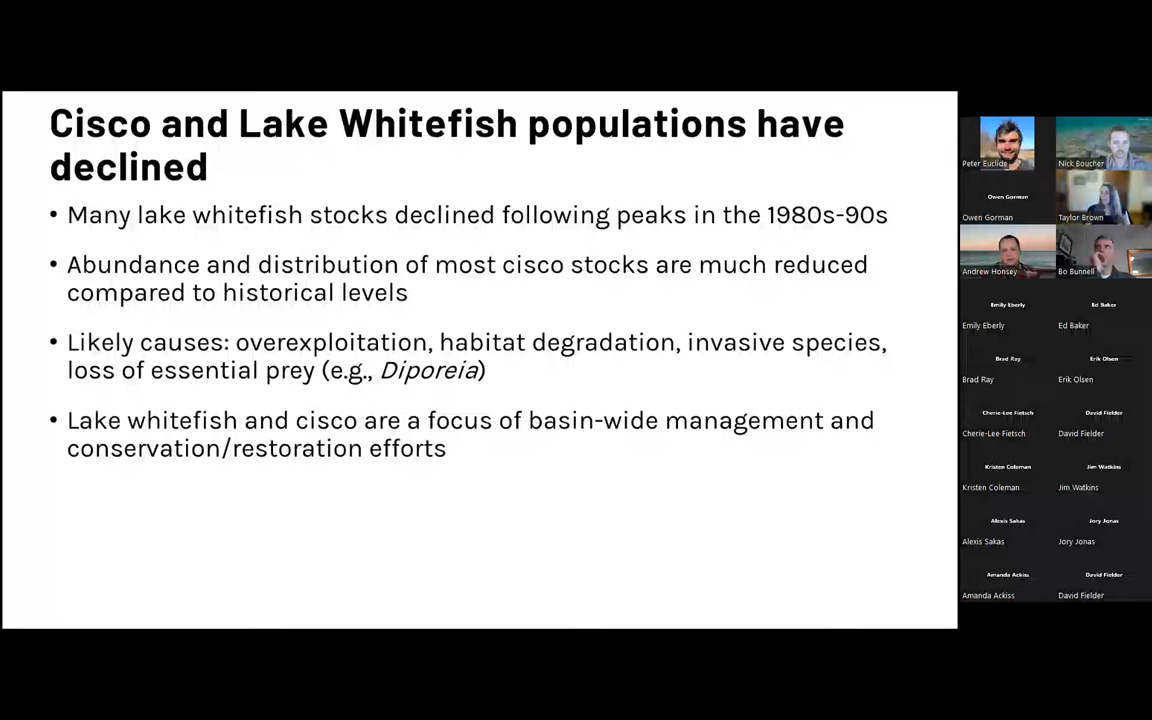 Cisco and Lake Whitefish populations have
declined
• Many lake whitefish stocks declined following peaks in the 1980s-90s
• Abundance and distribution of most cisco stocks are much reduced
compared to historical levels
• Likely causes: overexploitation, habitat degradation, invasive species,
loss of essential prey (e.g., Diporeia)
• Lake whitefish and cisco are a focus of basin-wide management and
conservation/restoration efforts
Peter Euclide
Nick Boucher
Owen Gorman
Owen Gorman
Taylor Brown
Andrew Honsey
Bo Bunnell
Emily Eberly
Ed Baker
Emily Eberly
Ed Baker
Brad Ray
Erik Olsen
Brad Ray
Erik Olsen
Cherie-Lee Fietsch
David Fielder
Cherie-Lee Fietsch
David Fielder
Kristen Coleman
Jim Watkins
Kristen Coleman...
Jim Watkins
Alexis Sakas
Jory Jonas
Alexis Sakas
Jory Jonas
Amanda Ackiss
David Fielder
Amanda Ackiss
David Fielder